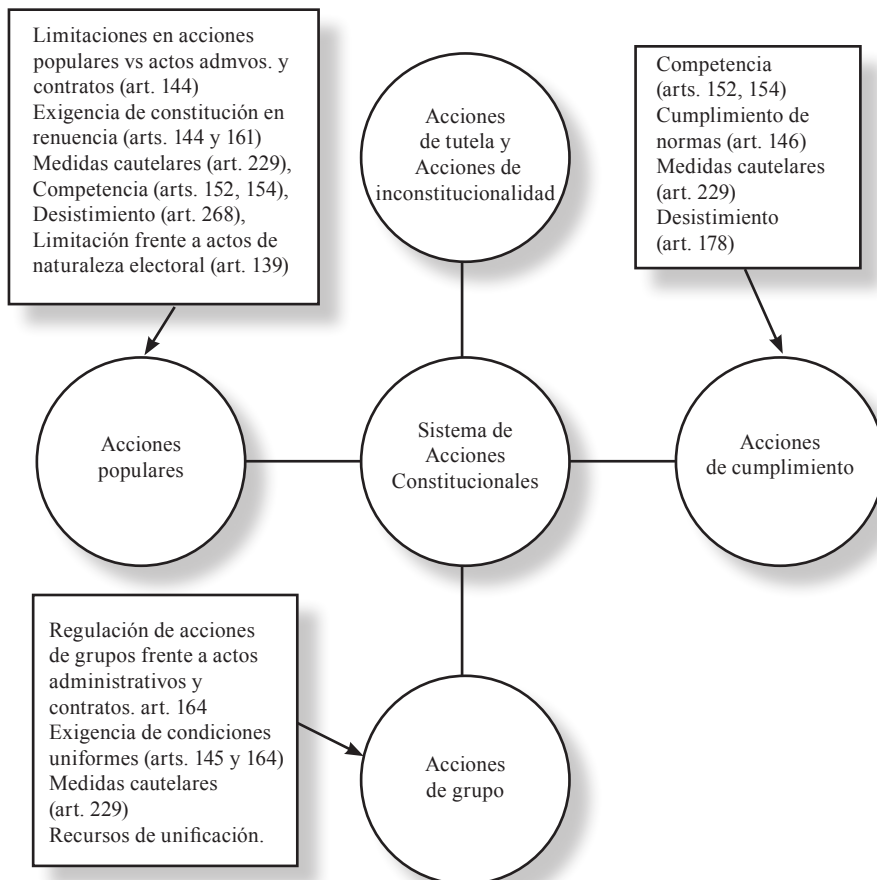 Limitaciones en acciones
populares vs actos admvos. y
contratos (art. 144)
Exigencia de constitución en
renuencia (arts. 144 y 161)
Medidas cautelares (art. 229),
Competencia (arts. 152, 154),
Desistimiento (art. 268),
Limitación frente a actos de
naturaleza electoral (art. 139)
Acciones
de tutela y
Acciones de
inconstitucionalidad
Competencia
(arts. 152, 154)
Cumplimiento de
normas (art. 146)
Medidas cautelares
(art. 229)
Desistimiento
(art. 178)
Acciones
populares
Sistema de
Acciones
Constitucionales
Acciones
de cumplimiento
Regulación de acciones
de grupos frente a actos
administrativos y
contratos. art. 164
Exigencia de condiciones
uniformes (arts. 145 y 164)
Medidas cautelares
(art. 229)
Recursos de unificación.
Acciones
de grupo